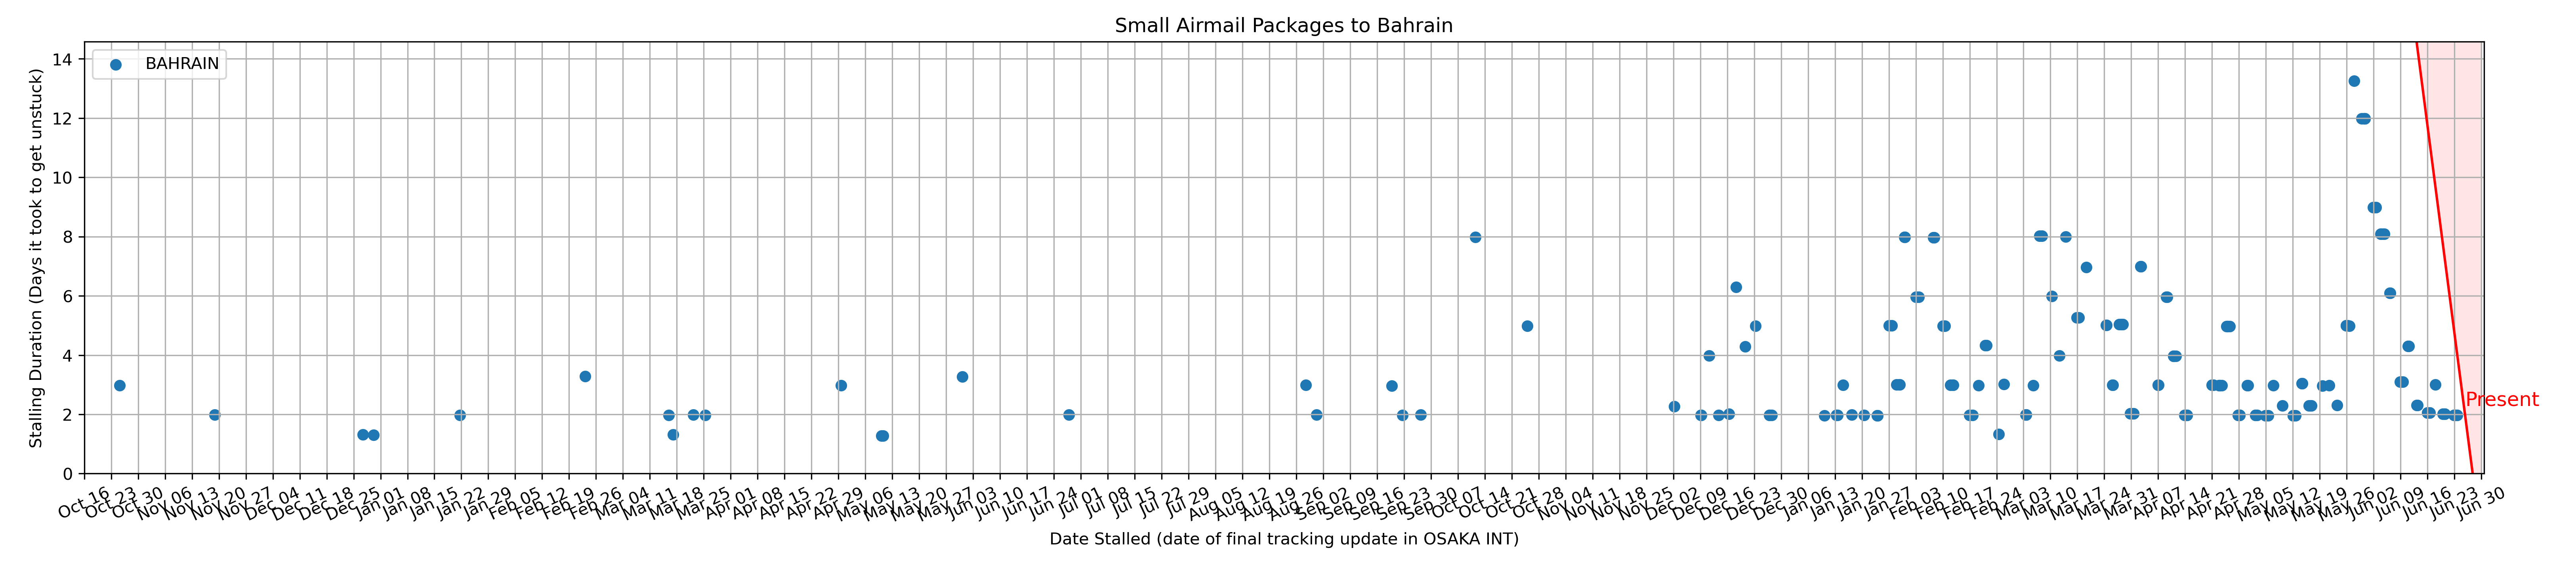 Small Airmail Packages to Bahrain
BAHRAIN
Stalling Duration (Days it took to get unstuck)
14
12
10
8
6
4
2
0
Present
Oct 16
Oct 23
Oct 30
Nov 06
Nov 13
Nov 20
Nov 27
Dec 04
Dec 11
Dec 18
Dec 25
Jan 01
Jan 08
Jan 15
Jan 22
Jan 29
Feb 05
Feb 12
Feb 19
Feb 26
Mar 04
Mar 11
Mar 18
Mar 25
Apr 01
Apr 08
Apr 15
Apr 22
Apr 29
May 06
May 13
May 20
May 27
Jun 03
Jun 10
Jun 17
Jun 24
Jul 01
Jul 08
Jul 15
Jul 22
Jul 29
Aug 05
Aug 12
Aug 19
Aug 26
Sep 02
Sep 09
Sep 16
Sep 23
Sep 30
Oct 07
Oct 14
Oct 21
Oct 28
Nov 04
Nov 11
Nov 18
Nov 25
Dec 02
Dec 09
Dec 16
Dec 23
Dec 30
Jan 06
Jan 13
Jan 20
Jan 27
Feb 03
Feb 10
Feb 17
Feb 24
Mar 03
Mar 10
Mar 17
Mar 24
Mar 31
Apr 07
Apr 14
Apr 21
Apr 28
May 05
May 12
May 19
May 26
Jun 02
Jun 09
Jun 16
Jun 23
Jun 30
Date Stalled (date of final tracking update in OSAKA INT)